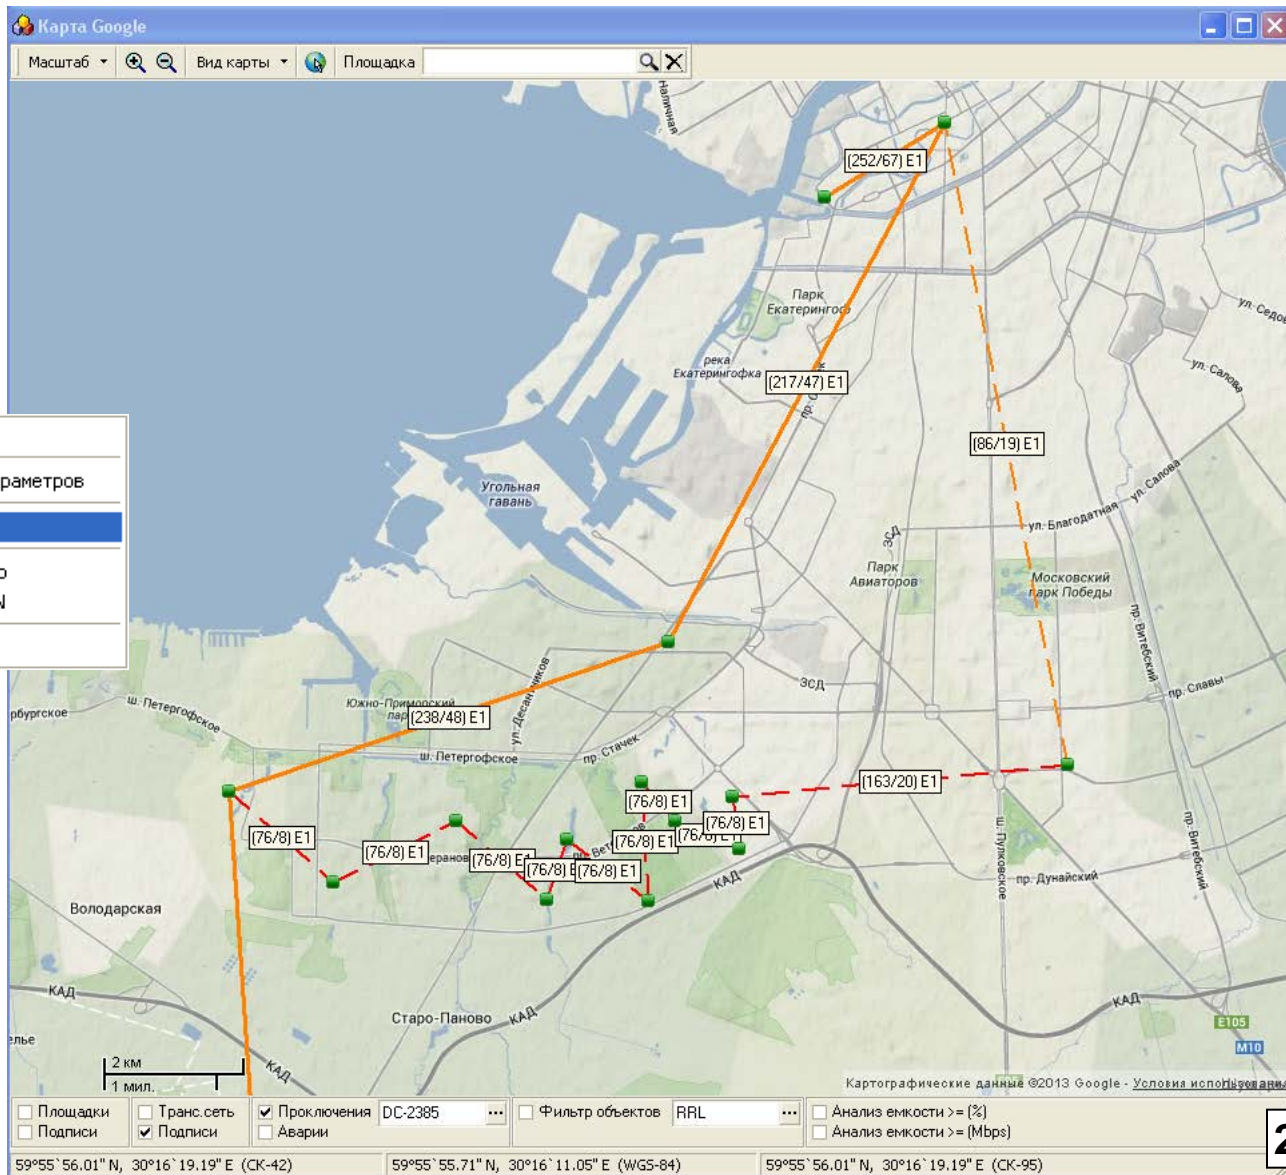 Карта Google
Масштаб
Вид карты
Площадка
Наличная
(252/67) E1
Парк
Екатерингоф
ул. Седов
река
Екатерингофка
(217/47) E1
ул. Салова
(86/19) E1
раметров
Угольная
гавань
ул. Салова
ул. Благодатная
ЗСД
Парк
Авиаторов
Московский
парк Победы
пр. Витебский
ул. Десантников
ЗСД
пр. Славы
рбургское
ш. Петергофское
Южно-Приморский
(238/48) E1
ш. Петергофское
пр. Стачек
(163/20) E1
(76/8) E1
(76/8) E1
(76/8) E1
(76/8) E1
(76/8) E1
(76/8) E1
(76/8) E1
(76/8) E1
(76/8) E1
ш. Пулковское
пр. Витебский
пр. Дунайский
КАД
Володарская
КАД
Старо-Паново
КАД
КАД
КАД
E105
M10
елье
2 км
1 мил.
Картографические данные ©2013 Google - Условия использования
Площадки
Транс.сеть
Проключения DC-2385 ...
Фильтр объектов RRL ...
Анализ емкости >= (%)
Подписи
Подписи
Аварии
Анализ емкости >= (Mbps)
2
59°55`56.01" N, 30°16`19.19" E (СК-42)
59°55`55.71" N, 30°16`11.05" E (WGS-84)
59°55`56.01" N, 30°16`19.19" E (СК-95)